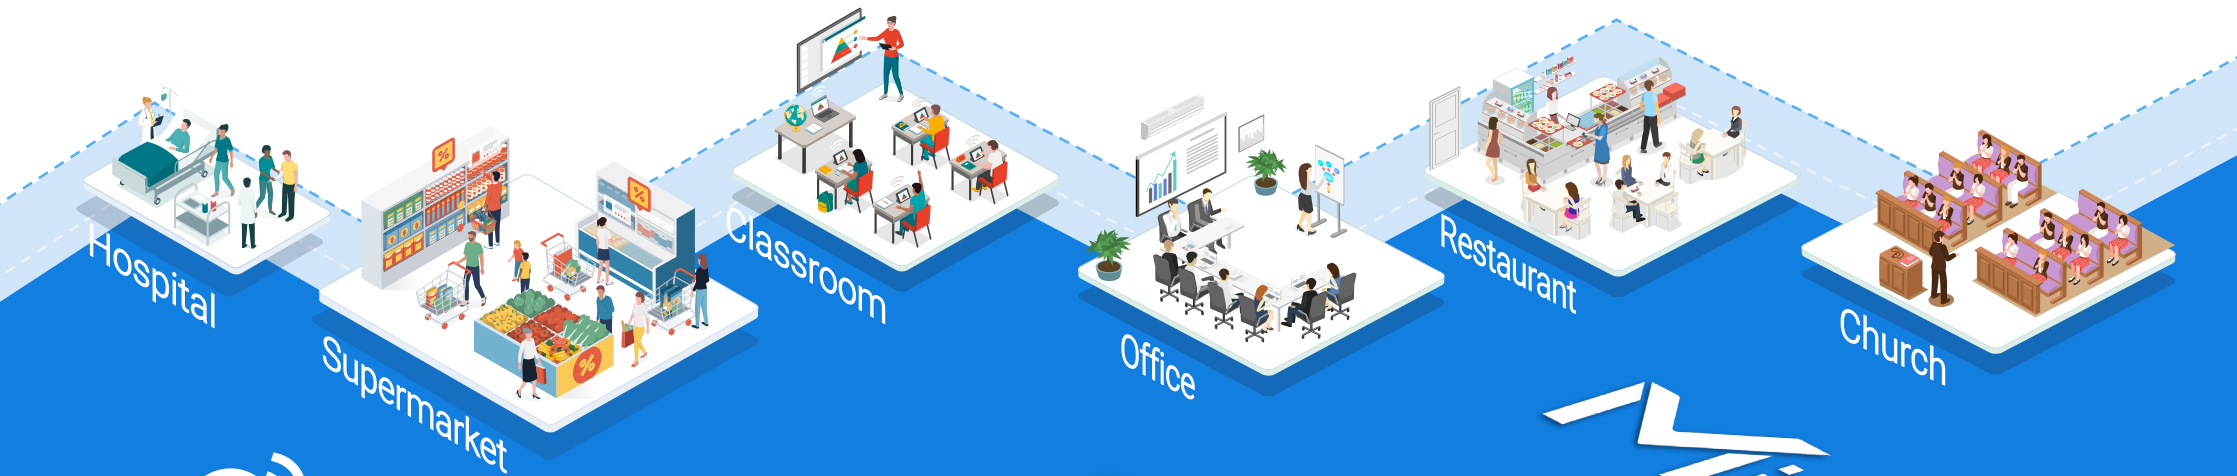 Hospital
Supermarket
%
%
%
Classroom
Office
Restaurant
Church